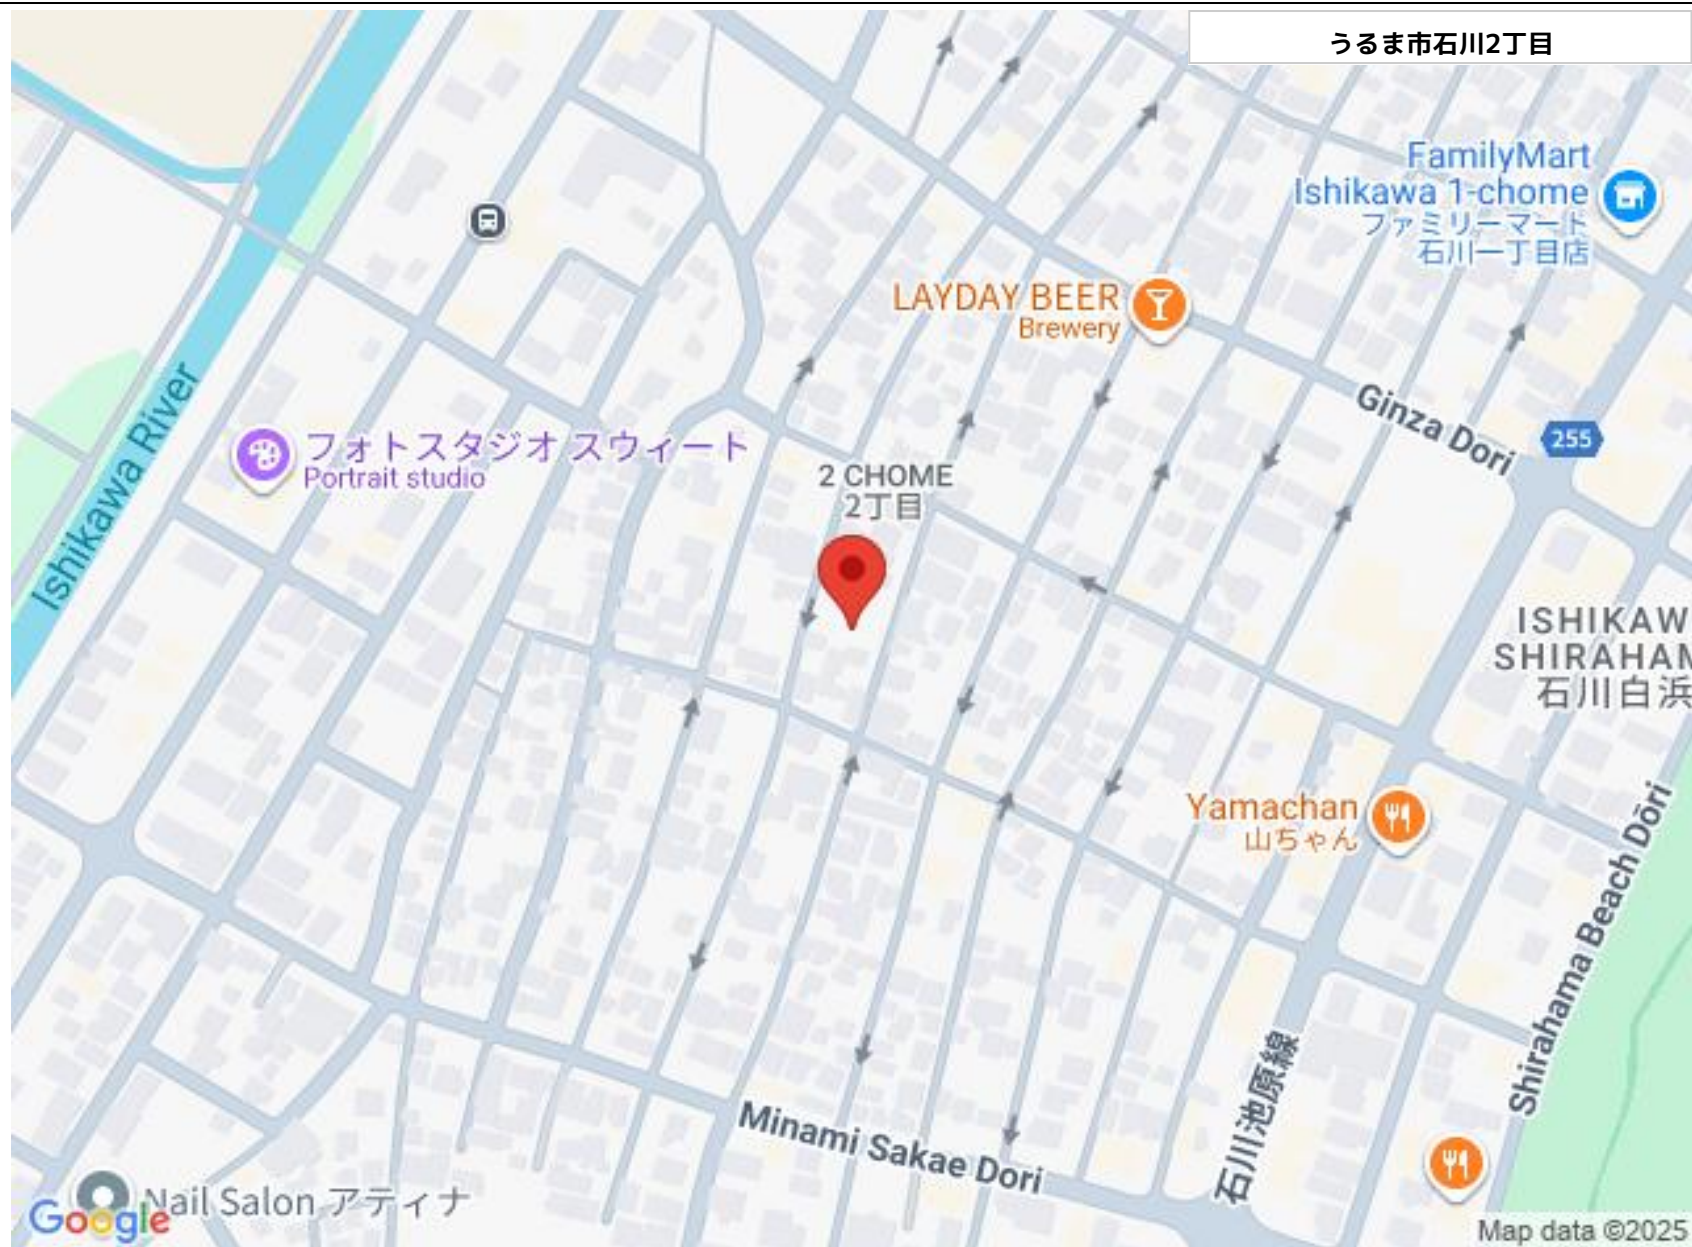 うるま市石川2丁目
FamilyMart
Ishikawa 1-chome
ファミリーマート
石川一丁目店
LAYDAY BEER
Brewery
Ginza Dori
255
フォトスタジオ スウィート
Portrait studio
Ishikawa River
2 CHOME
2丁目
ISHIKAW
SHIRAHAM
石川白浜
Yamachan
山ちゃん
Shirahama Beach Dōri
石川池原線
Minami Sakae Dori
Nail Salon アティナ
Google
Map data ©2025